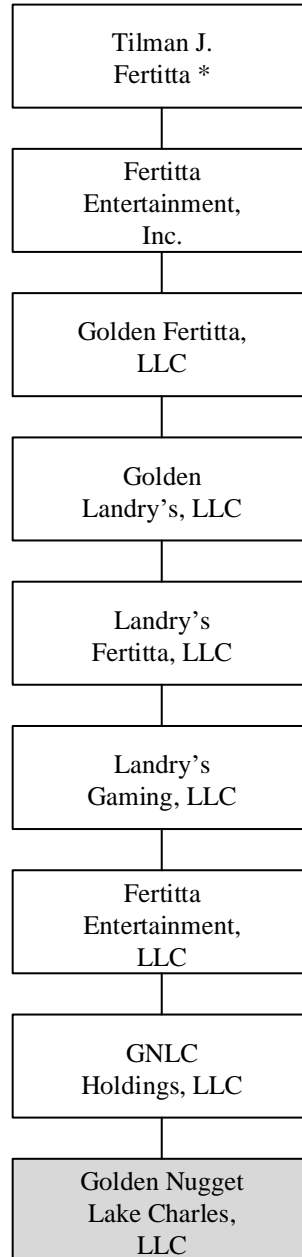 Tilman J.
Fertitta *
Fertitta
Entertainment,
Inc.
Golden Fertitta,
LLC
Golden
Landry’s, LLC
Landry’s
Fertitta, LLC
Landry’s
Gaming, LLC
Fertitta
Entertainment,
LLC
GNLC
Holdings, LLC
Golden Nugget
Lake Charles,
LLC